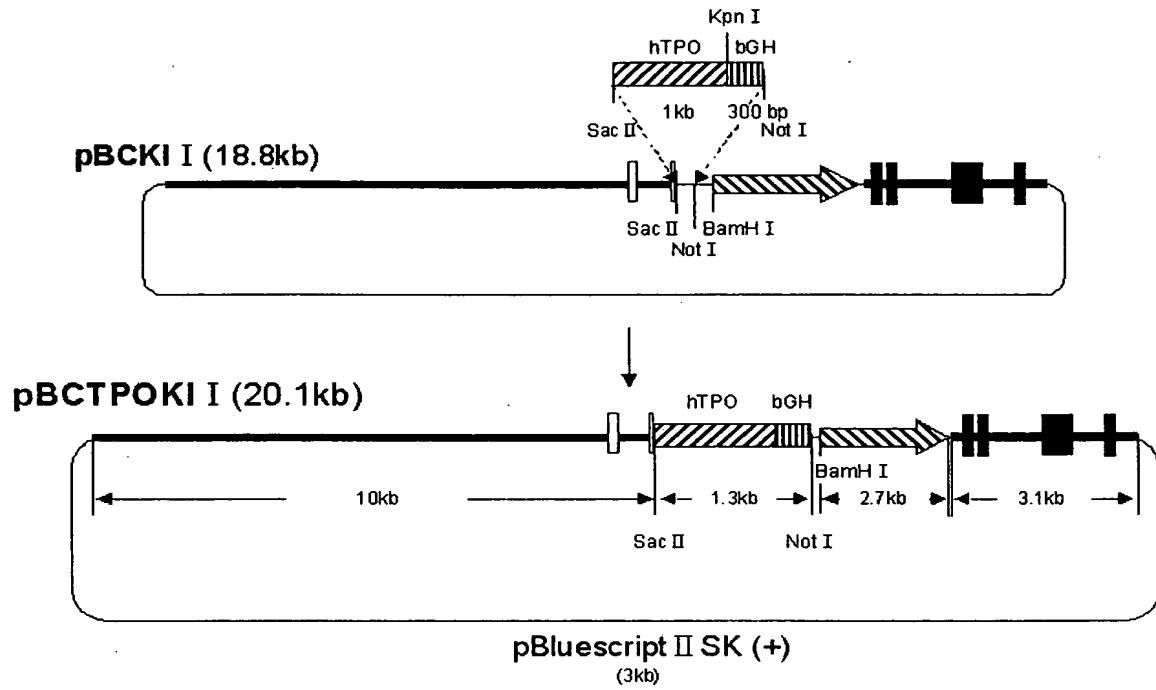 Kpn I
hTPO bGH
1kb 300 bp
Sac II Not I
pBCKI I (18.8kb)
Sac II BamH I
Not I
pBCTPOKI I (20.1kb)
hTPO bGH
BamH I
10kb 1.3kb 2.7kb 3.1kb
Sac II Not I
pBluescript II SK (+)
(3kb)